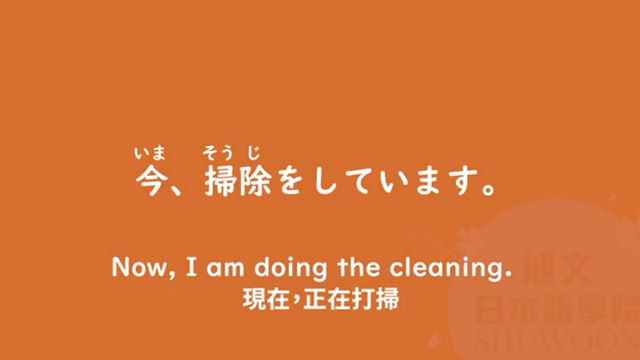 いま そうじ
今、掃除をしています。
Now, I am doing the cleaning.
現在,正在打掃
旭文
日本語學院
SHUWOON